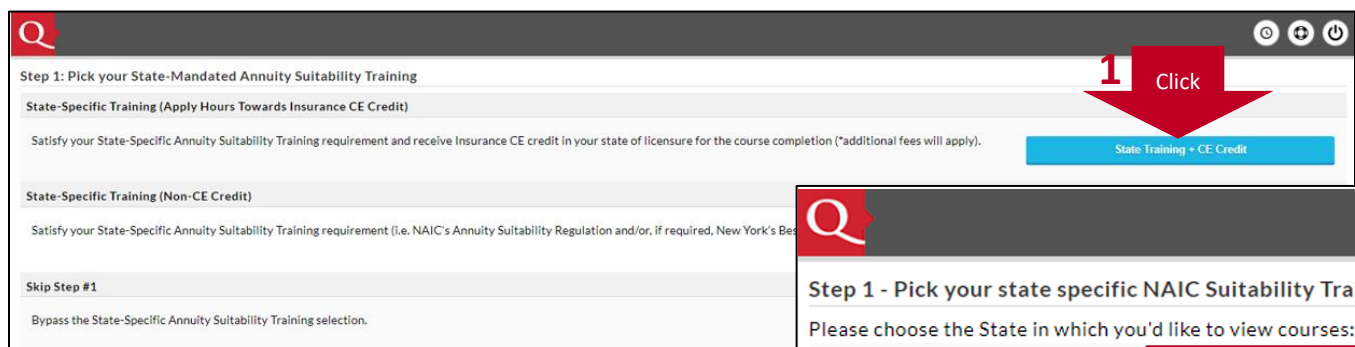 Q
Step 1: Pick your State-Mandated Annuity Suitability Training
1
Click
State-Specific Training (Apply Hours Towards Insurance CE Credit)
Satisfy your State-Specific Annuity Suitability Training requirement and receive Insurance CE credit in your state of licensure for the course completion (*additional fees will apply).
State Training + CE Credit
State-Specific Training (Non-CE Credit)
Satisfy your State-Specific Annuity Suitability Training requirement (i.e. NAIC's Annuity Suitability Regulation and/or, if required, New York's Bes
Skip Step #1
Bypass the State-Specific Annuity Suitability Training selection.
Q
Step 1 - Pick your state specific NAIC Suitability Tra
Please choose the State in which you'd like to view courses: